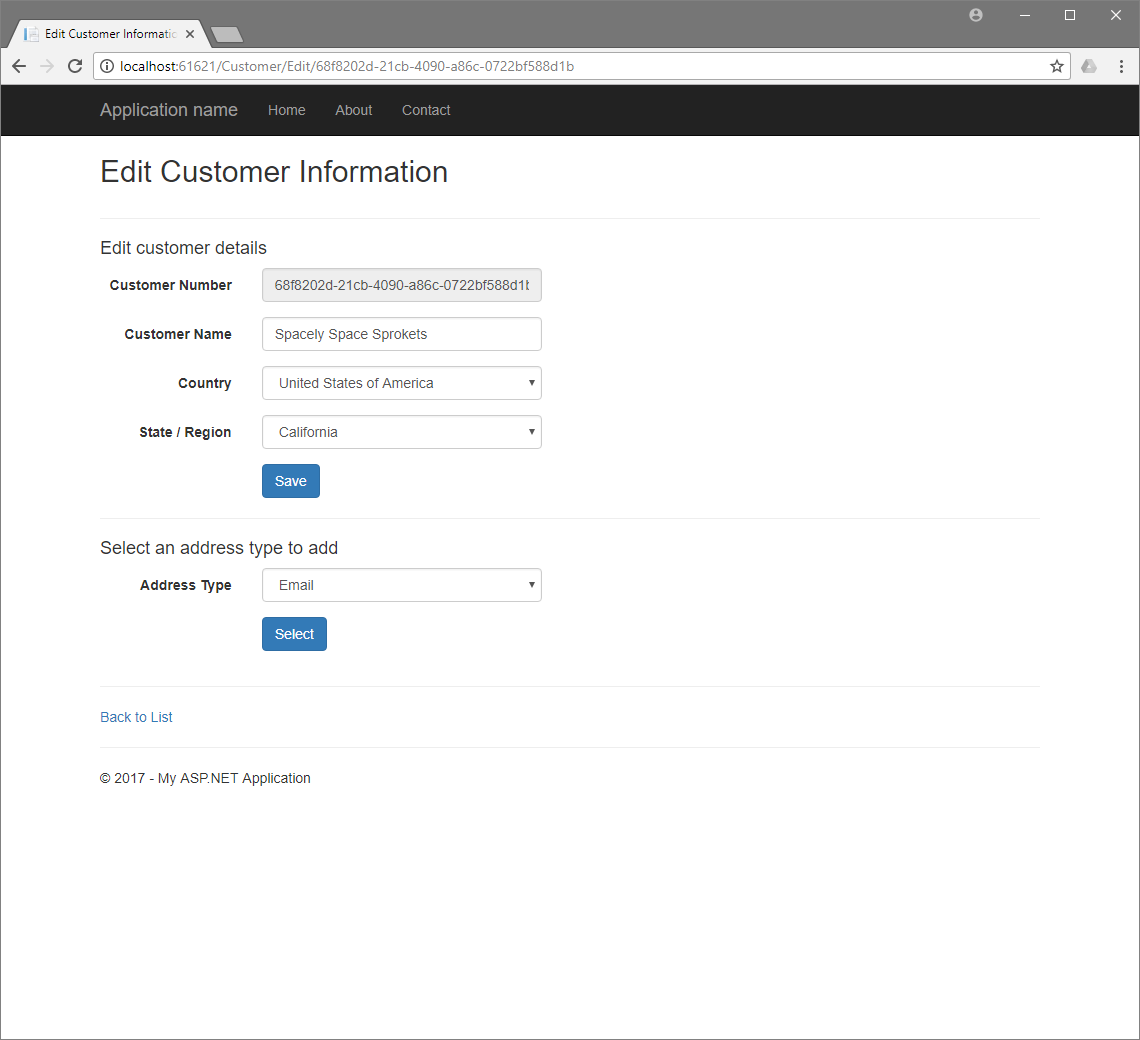 Edit Customer Informatic
localhost:61621/Customer/Edit/68f8202d-21cb-4090-a86c-0722bf588d1b
Application name Home About Contact
Edit Customer Information
Edit customer details
Customer Number 68f8202d-21cb-4090-a86c-0722bf588d1b
Customer Name Spacely Space Sprokets
Country United States of America
State / Region California
Save
Select an address type to add
Address Type Email
Select
Back to List
© 2017 - My ASP.NET Application